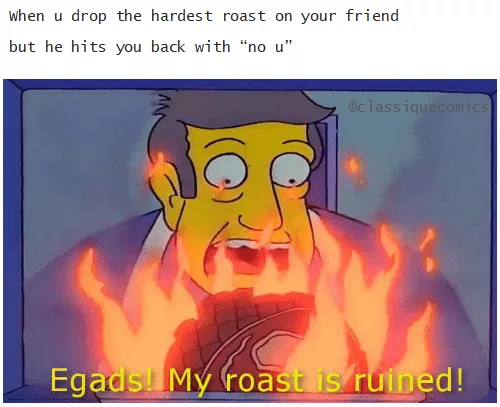 When u drop the hardest roast on your friend
but he hits you back with “no u”
@classiquecomics
Egads! My roast is ruined!